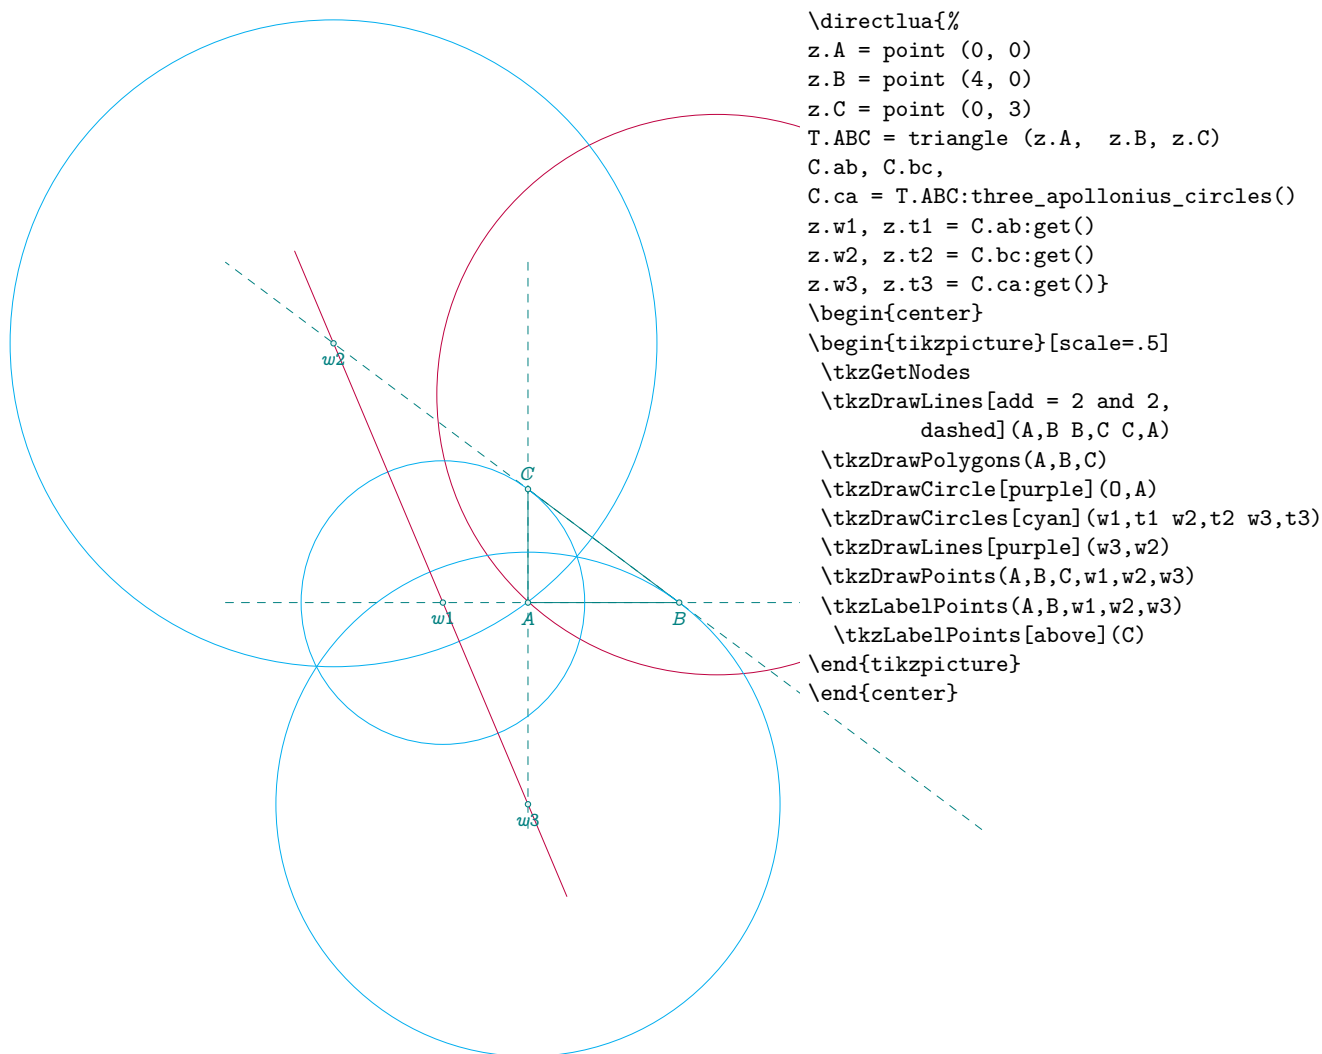 \directlua{%
z.A = point (0, 0)
z.B = point (4, 0)
z.C = point (0, 3)
T.ABC = triangle (z.A,  z.B, z.C)
C.ab, C.bc,
C.ca = T.ABC:three_apollonius_circles()
z.w1, z.t1 = C.ab:get()
z.w2, z.t2 = C.bc:get()
z.w3, z.t3 = C.ca:get()}
\begin{center}
\begin{tikzpicture}[scale=.5]
 \tkzGetNodes
 \tkzDrawLines[add = 2 and 2,
         dashed](A,B B,C C,A)
 \tkzDrawPolygons(A,B,C)
 \tkzDrawCircle[purple](O,A)
 \tkzDrawCircles[cyan](w1,t1 w2,t2 w3,t3)
 \tkzDrawLines[purple](w3,w2)
 \tkzDrawPoints(A,B,C,w1,w2,w3)
 \tkzLabelPoints(A,B,w1,w2,w3)
  \tkzLabelPoints[above](C)
\end{tikzpicture}
\end{center}
w2
C
w1
A
B
w3